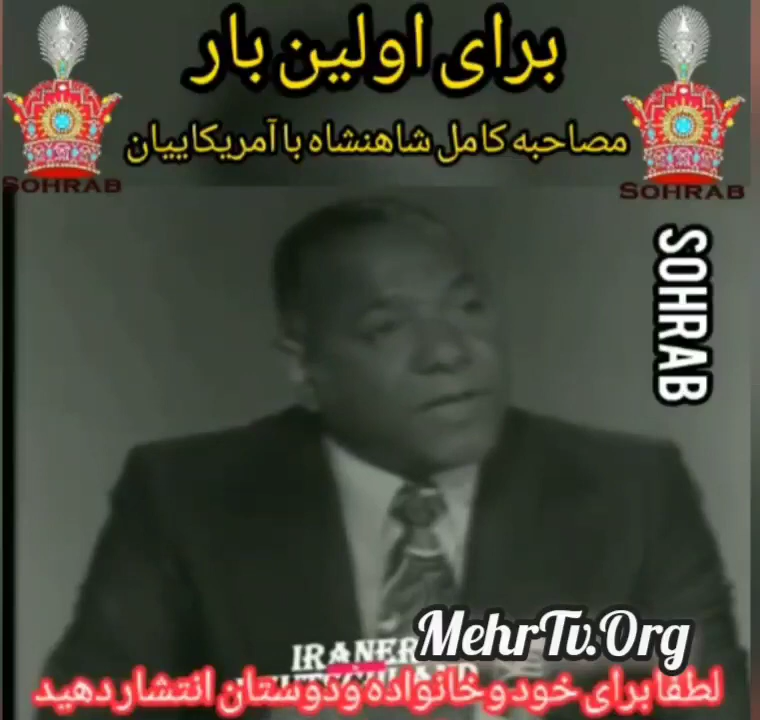 برای اولین بار
مصاحبه کامل شاهنشاه با آمریکاییان
SOHRAB
SOHRAB
SOHRAB
MehrTv.Org
IRANER
لطفا برای خود و خانواده و دوستان انتشار دهید